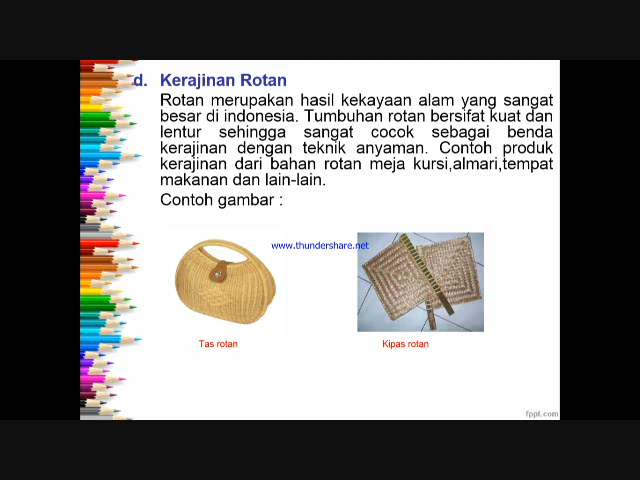 d. Kerajinan Rotan
Rotan merupakan hasil kekayaan alam yang sangat
besar di indonesia. Tumbuhan rotan bersifat kuat dan
lentur sehingga sangat cocok sebagai benda
kerajinan dengan teknik anyaman. Contoh produk
kerajinan dari bahan rotan meja kursi,almari,tempat
makanan dan lain-lain.
Contoh gambar :
www.thundershare.net
Tas rotan
Kipas rotan
fppt.com